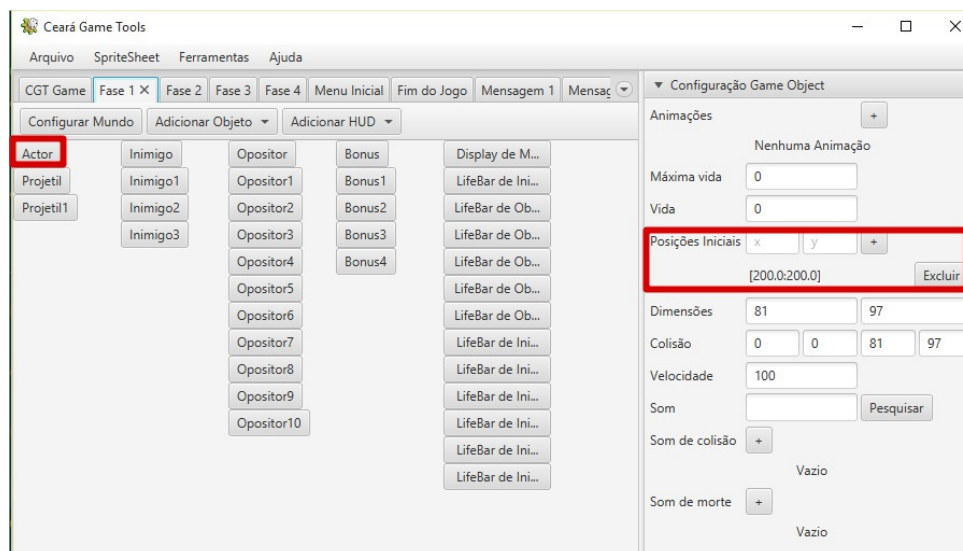 Ceará Game Tools
Arquivo SpriteSheet Ferramentas Ajuda
CGT Game Fase 1 X Fase 2 Fase 3 Fase 4 Menu Inicial Fim do Jogo Mensagem 1
Configurar Mundo Adicionar Objeto Adicionar HUD
Actor Inimigo Opositor Bonus Display de M...
Projetil Inimigo1 Opositor1 Bonus1 LifeBar de Ini...
Projetil1 Inimigo2 Opositor2 Bonus2 LifeBar de Ob...
Inimigo3 Opositor3 Bonus3 LifeBar de Ob...
Opositor4 Bonus4 LifeBar de Ob...
Opositor5 LifeBar de Ob...
Opositor6 LifeBar de Ob...
Opositor7 LifeBar de Ini...
Opositor8 LifeBar de Ini...
Opositor9 LifeBar de Ini...
Opositor10 LifeBar de Ini...
LifeBar de Ini...
LifeBar de Ini...
Configuração Game Object
Animações +
Nenhuma Animação
Máxima vida 0
Vida 0
Posições Iniciais x y +
[200.0:200.0] Excluir
Dimensões 81 97
Colisão 0 0 81 97
Velocidade 100
Som Pesquisar
Som de colisão +
Vazio
Som de morte +
Vazio